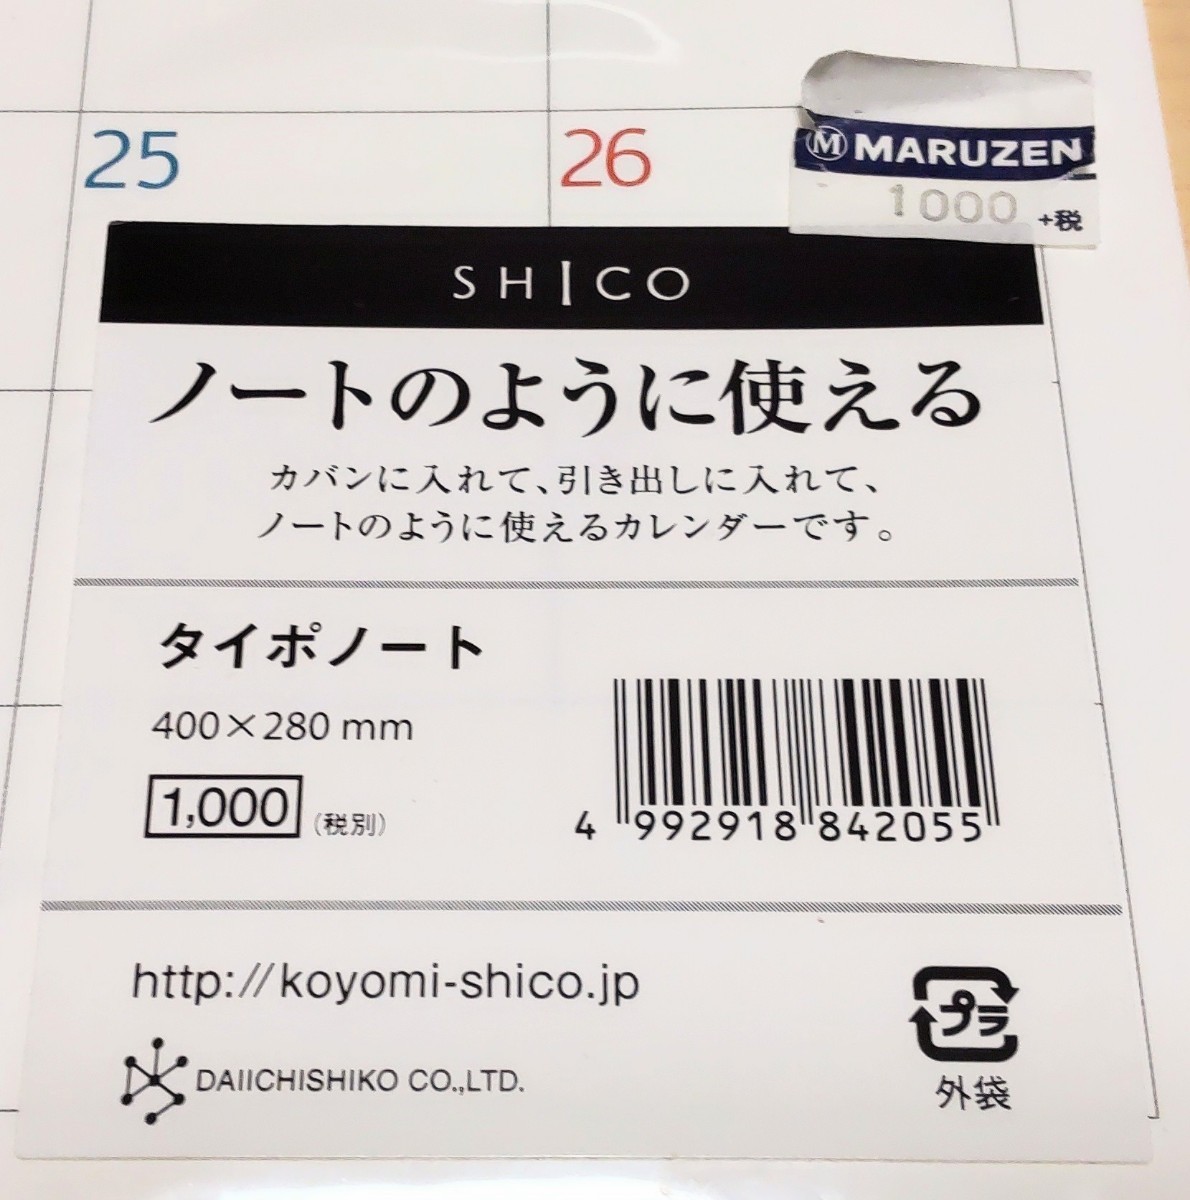 25 26
MARUZEN
1000 +税
SHICO
ノートのように使える
カバンに入れて、引き出しに入れて、
ノートのように使えるカレンダーです。
タイポノート
400×280 mm
1,000 (税別)
4 992918 842055
http://koyomi-shico.jp
DAIICHISHIKO CO.,LTD.
プラ
外袋